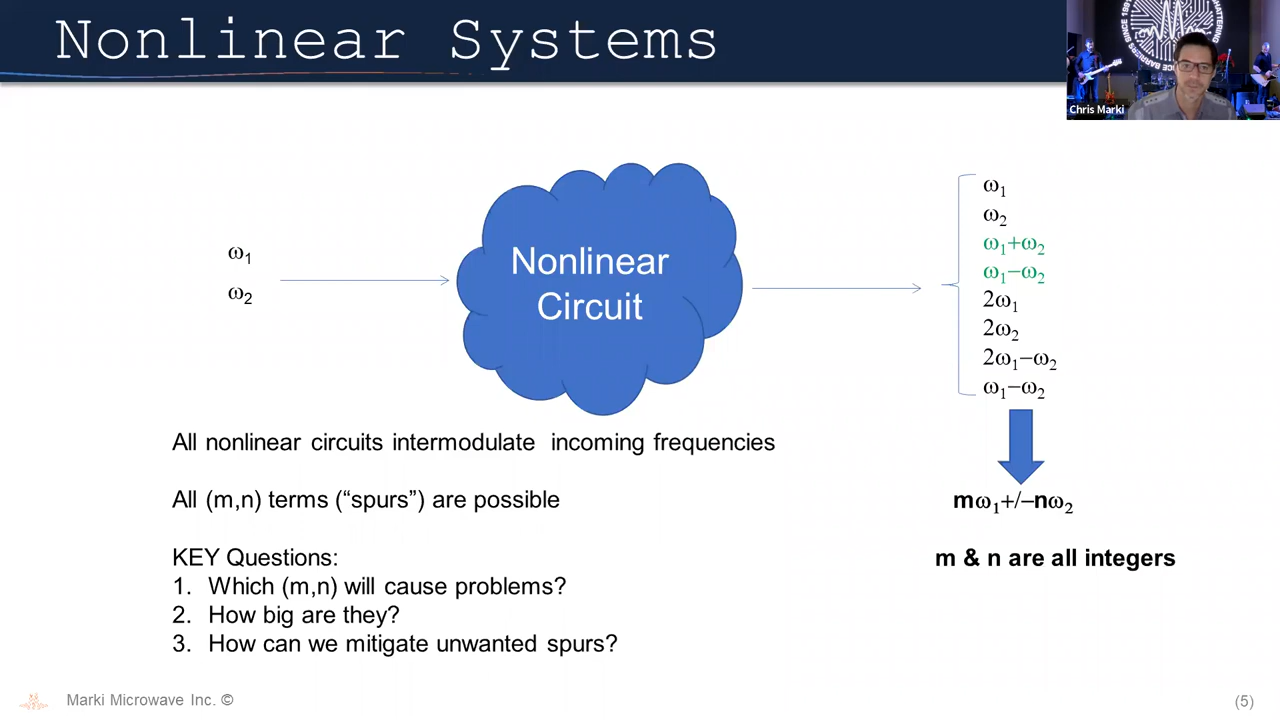 Nonlinear Systems
SINCE 1991
SHATTERING
Chris Marki
ω1
ω2
Nonlinear
Circuit
ω1
ω2
ω1+ω2
ω1−ω2
2ω1
2ω2
2ω1−ω2
ω1−ω2
mω1+/−nω2
m & n are all integers
All nonlinear circuits intermodulate incoming frequencies
All (m,n) terms (“spurs”) are possible
KEY Questions:
1. Which (m,n) will cause problems?
2. How big are they?
3. How can we mitigate unwanted spurs?
Marki Microwave Inc. ©
(5)